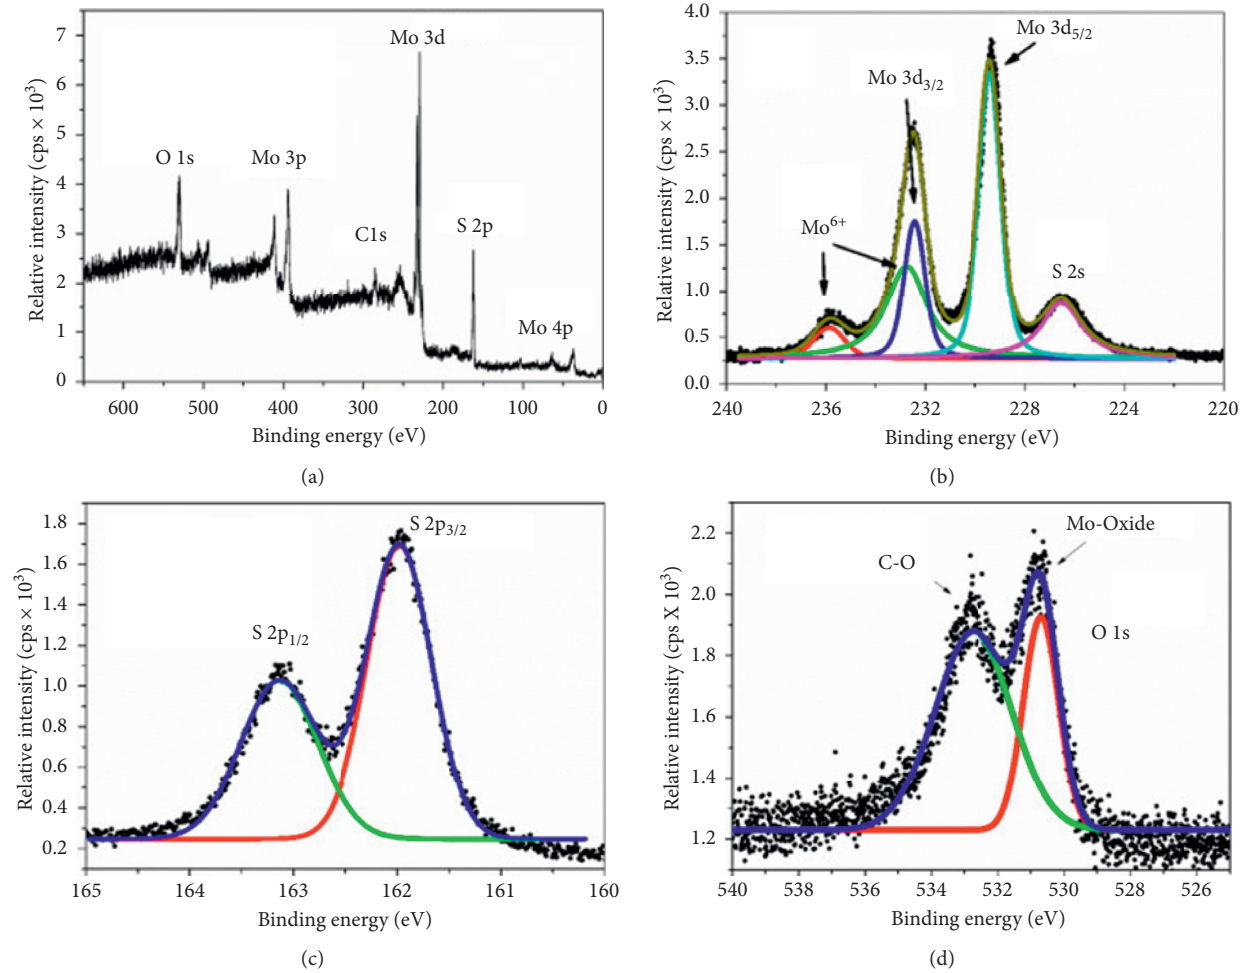 7
6
5
4
3
2
1
0
Relative intensity (cps × 10³)
O 1s
Mo 3p
C1s
Mo 3d
S 2p
Mo 4p
600 500 400 300 200 100 0
Binding energy (eV)
(a)
4.0
3.5
3.0
2.5
2.0
1.5
1.0
0.5
0.0
Relative intensity (cps × 10³)
Mo 3d₅/₂
Mo 3d₃/₂
Mo⁶⁺
S 2s
240 236 232 228 224 220
Binding energy (eV)
(b)
1.8
1.6
1.4
1.2
1.0
0.8
0.6
0.4
0.2
Relative intensity (cps × 10³)
S 2p₃/₂
S 2p₁/₂
165 164 163 162 161 160
Binding energy (eV)
(c)
2.2
2.0
1.8
1.6
1.4
1.2
Relative intensity (cps X 10³)
Mo-Oxide
C-O
O 1s
540 538 536 534 532 530 528 526
Binding energy (eV)
(d)